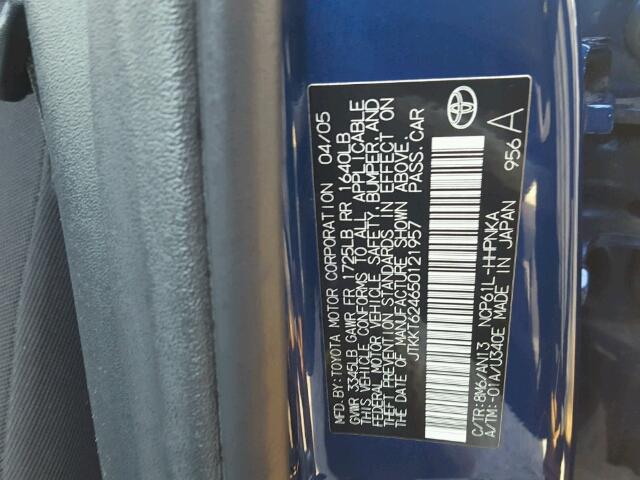 MFD. BY: TOYOTA MOTOR CORPORATION 04/05
GVWR 3345LB GAWR FR 1725LB RR 1640LB
THIS VEHICLE CONFORMS TO ALL APPLICABLE
FEDERAL MOTOR VEHICLE SAFETY, BUMPER, AND
THEFT PREVENTION STANDARDS IN EFFECT ON
THE DATE OF MANUFACTURE SHOWN ABOVE.
JTKKT624650121957 PASS. CAR
C/TR: 8W6/AW13 NCP61L-HHPNKA
A/TM: -01A/U340E MADE IN JAPAN
956 A